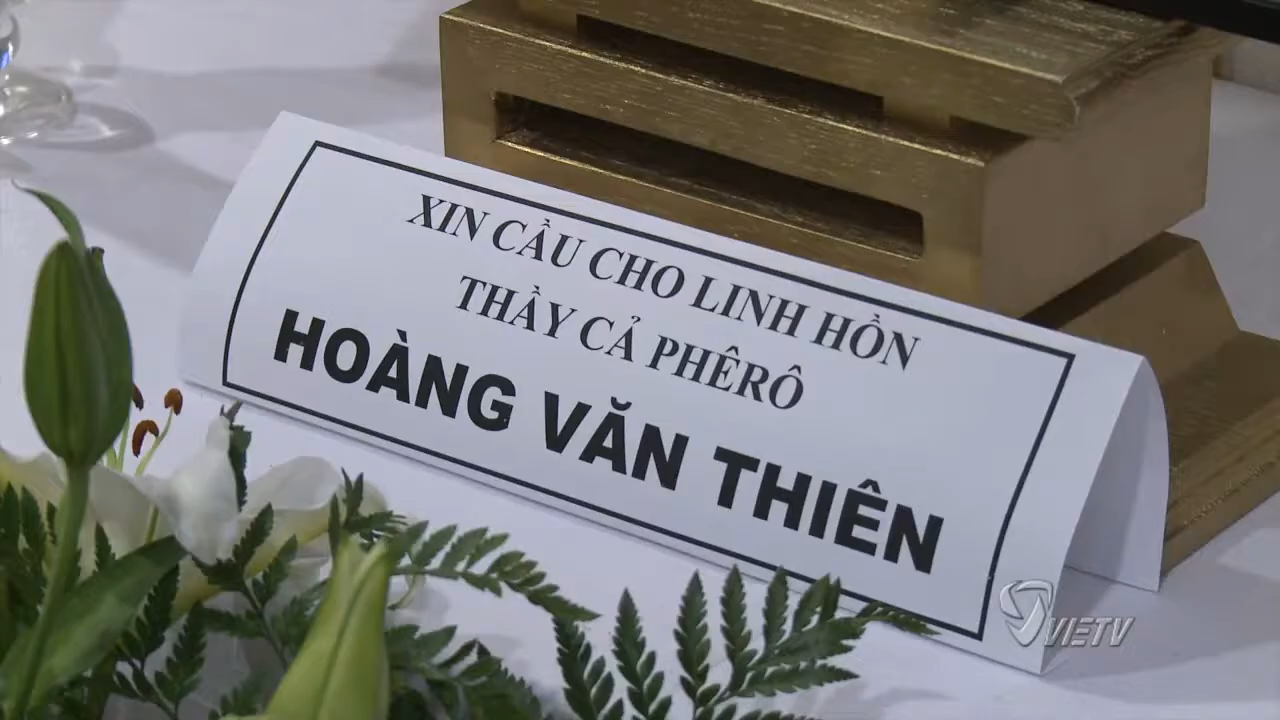 XIN CẦU CHO LINH HỒN
THẦY CẢ PHÊRÔ
HOÀNG VĂN THIÊN
VIETV